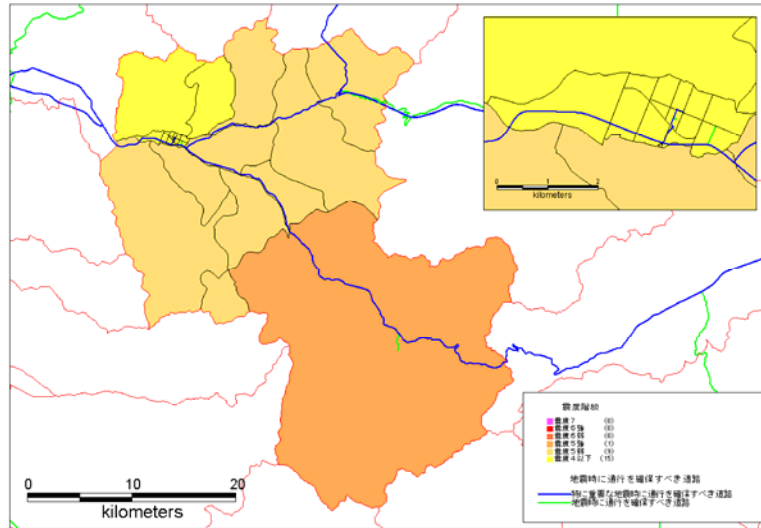 0 1 2
kilometers
震度階級
震度7 (0)
震度6強 (0)
震度6弱 (0)
震度5強 (1)
震度5弱 (9)
震度4以下 (15)
地震時に通行を確保すべき道路
特に重要な地震時に通行を確保すべき道路
地震時に通行を確保すべき道路
0 10 20
kilometers